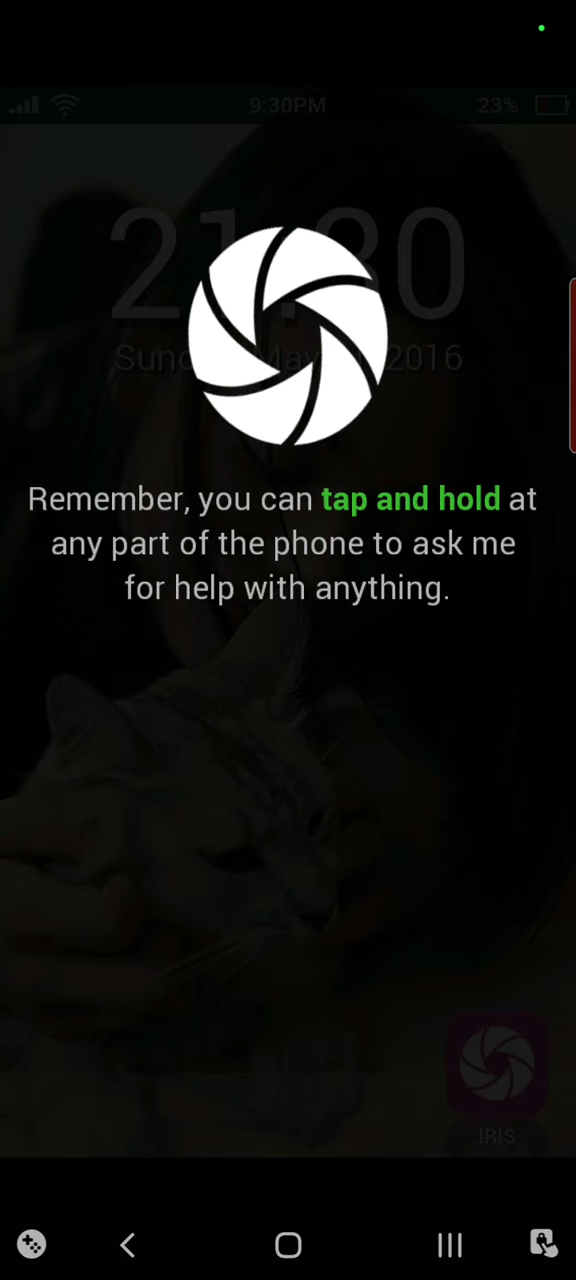 9:30PM
23%
Remember, you can tap and hold at
any part of the phone to ask me
for help with anything.
IRIS